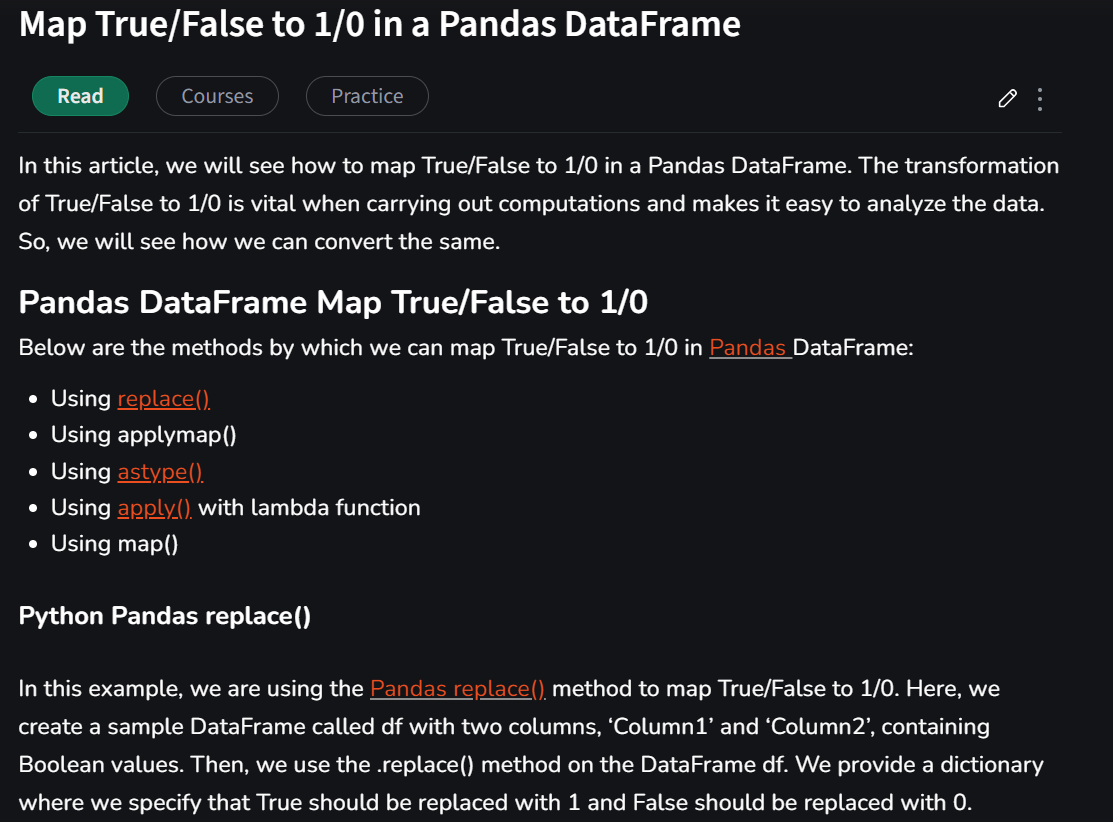 Map True/False to 1/0 in a Pandas DataFrame
Read
Courses
Practice
In this article, we will see how to map True/False to 1/0 in a Pandas DataFrame. The transformation
of True/False to 1/0 is vital when carrying out computations and makes it easy to analyze the data.
So, we will see how we can convert the same.
Pandas DataFrame Map True/False to 1/0
Below are the methods by which we can map True/False to 1/0 in Pandas DataFrame:
• Using replace()
• Using applymap()
• Using astype()
• Using apply() with lambda function
• Using map()
Python Pandas replace()
In this example, we are using the Pandas replace() method to map True/False to 1/0. Here, we
create a sample DataFrame called df with two columns, ‘Column1’ and ‘Column2’, containing
Boolean values. Then, we use the .replace() method on the DataFrame df. We provide a dictionary
where we specify that True should be replaced with 1 and False should be replaced with 0.